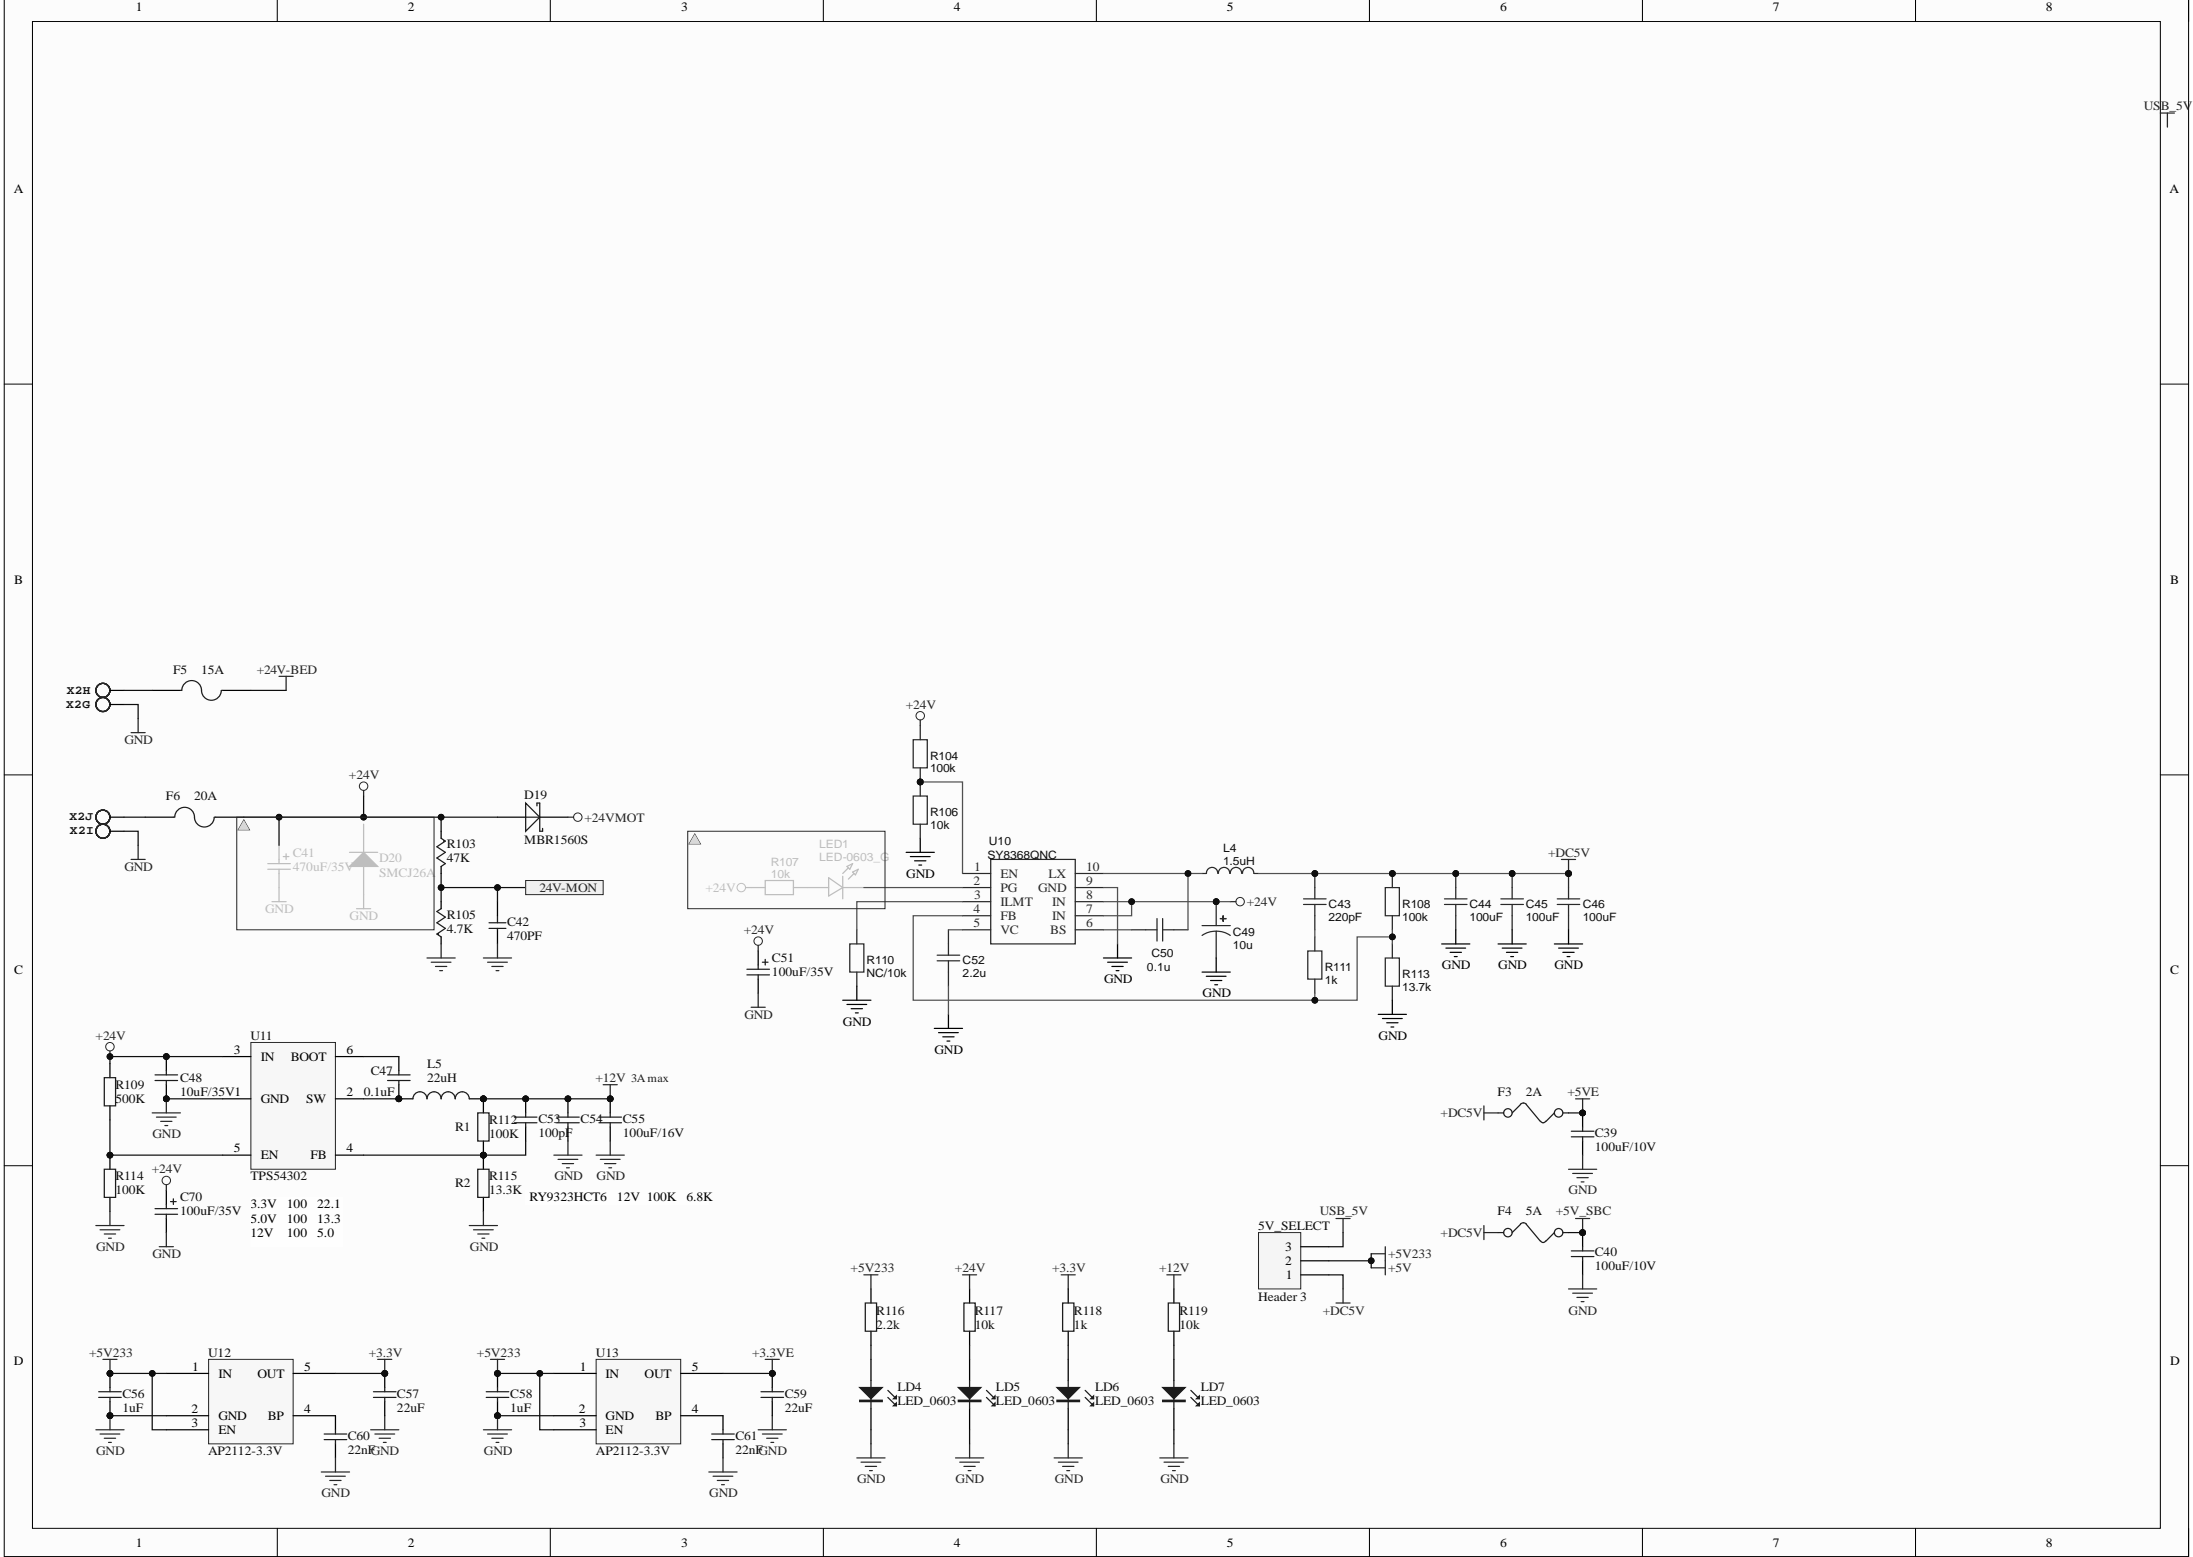 1 2 3 4 5 6 7 8
USB_5V
A A
B B
F5 15A +24V-BED
X2H
X2G
GND
+24V
F6 20A
X2J
X2I
GND
D19
+24VMOT
MBR1560S
C41
470uF/35V
GND
D20
SMCJ26A
GND
R103
47K
24V-MON
R105
4.7K
C42
470PF
+24V
R104
100k
R106
10k
GND
LED1
LED-0603_G
R107
10k
+24V
+24V
C51
100uF/35V
GND
R110
NC/10k
GND
U10
SY8368QNC
1 EN LX 10
2 PG GND 9
3 ILMT IN 8
4 FB IN 7
5 VC BS 6
C52
2.2u
GND
GND
C50
0.1u
+24V
C49
10u
GND
L4
1.5uH
C43
220pF
R111
1k
R108
100k
R113
13.7k
GND
+DC5V
C44
100uF
GND
C45
100uF
GND
C46
100uF
GND
C C
+24V
R109
500K
C48
10uF/35V
GND
R114
100K
GND
+24V
C70
100uF/35V
GND
U11
3 IN BOOT 6
1 GND SW 2
5 EN FB 4
TPS54302
3.3V 100 22.1
5.0V 100 13.3
12V 100 5.0
C47
0.1uF
L5
22uH
+12V 3A max
R1
R112
100K
C53
100pF
C54
GND
C55
100uF/16V
GND
R2
R115
13.3K
GND
RY9323HCT6 12V 100K 6.8K
F3 2A +5VE
+DC5V
C39
100uF/10V
GND
F4 5A +5V_SBC
+DC5V
C40
100uF/10V
GND
USB_5V
5V_SELECT
3
2
1
+5V233
+5V
Header 3
+DC5V
D D
+5V233
U12
1 IN OUT 5
2 GND BP 4
3 EN
AP2112-3.3V
C56
1uF
GND
+3.3V
C57
22uF
GND
C60
22nF
GND
+5V233
U13
1 IN OUT 5
2 GND BP 4
3 EN
AP2112-3.3V
C58
1uF
GND
+3.3VE
C59
22uF
GND
C61
22nF
GND
+5V233
R116
2.2k
LD4
LED_0603
GND
+24V
R117
10k
LD5
LED_0603
GND
+3.3V
R118
1k
LD6
LED_0603
GND
+12V
R119
10k
LD7
LED_0603
GND
1 2 3 4 5 6 7 8